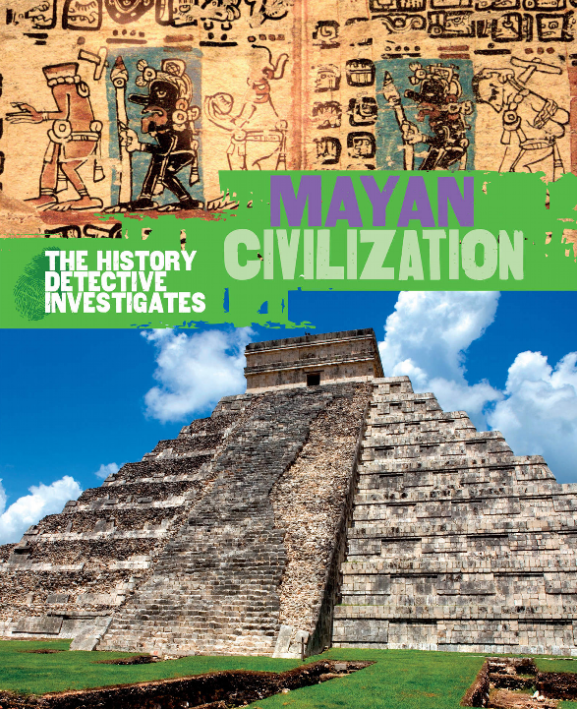 MAYAN
CIVILIZATION
THE HISTORY
DETECTIVE
INVESTIGATES